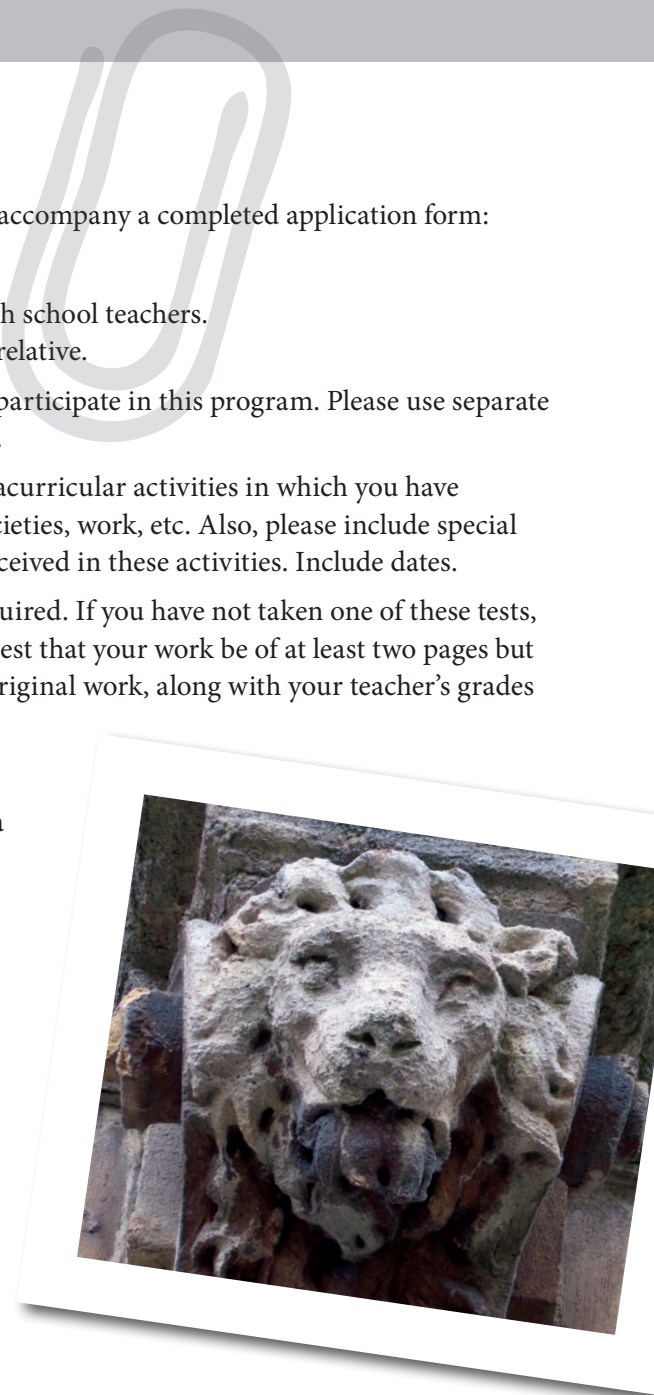 accompany a completed application form:
h school teachers.
relative.
participate in this program. Please use separate
.
acurricular activities in which you have
cieties, work, etc. Also, please include special
ceived in these activities. Include dates.
uired. If you have not taken one of these tests,
est that your work be of at least two pages but
riginal work, along with your teacher’s grades
a